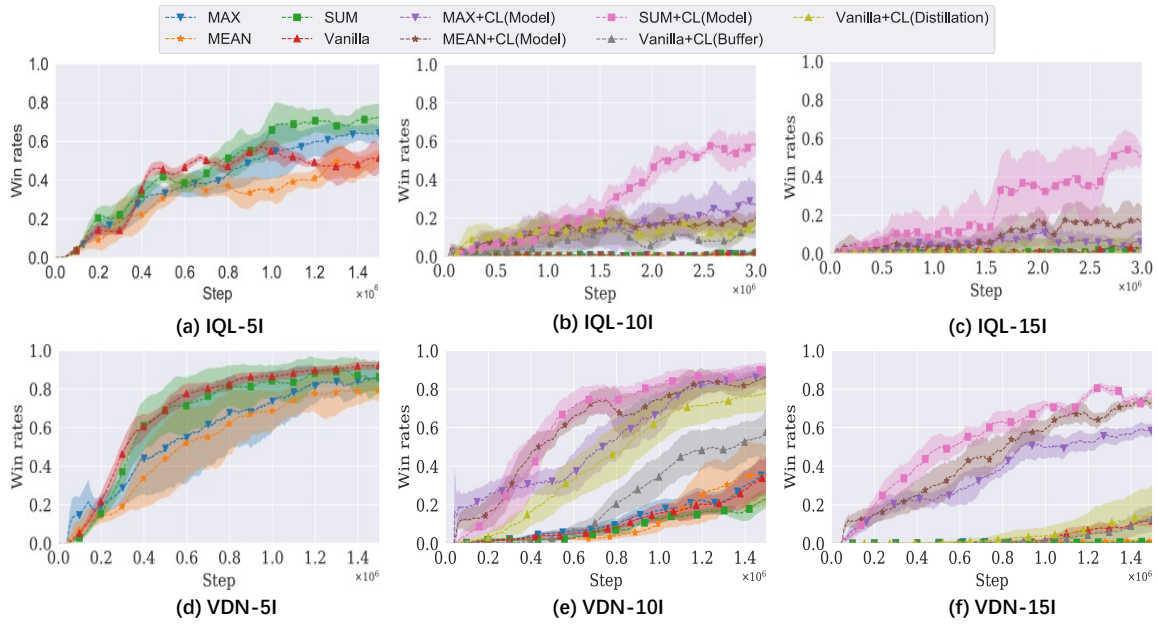 MAX SUM MAX+CL(Model) SUM+CL(Model) Vanilla+CL(Distillation)
MEAN Vanilla MEAN+CL(Model) Vanilla+CL(Buffer)
1.0
0.8
0.6
0.4
0.2
0.0
Win rates
0.0 0.2 0.4 0.6 0.8 1.0 1.2 1.4
Step
×10⁶
(a) IQL-5I
1.0
0.8
0.6
0.4
0.2
0.0
Win rates
0.0 0.5 1.0 1.5 2.0 2.5 3.0
Step
×10⁶
(b) IQL-10I
1.0
0.8
0.6
0.4
0.2
0.0
Win rates
0.0 0.5 1.0 1.5 2.0 2.5 3.0
Step
×10⁶
(c) IQL-15I
1.0
0.8
0.6
0.4
0.2
0.0
Win rates
0.0 0.2 0.4 0.6 0.8 1.0 1.2 1.4
Step
×10⁶
(d) VDN-5I
1.0
0.8
0.6
0.4
0.2
0.0
Win rates
0.0 0.2 0.4 0.6 0.8 1.0 1.2 1.4
Step
×10⁶
(e) VDN-10I
1.0
0.8
0.6
0.4
0.2
0.0
Win rates
0.0 0.2 0.4 0.6 0.8 1.0 1.2 1.4
Step
×10⁶
(f) VDN-15I